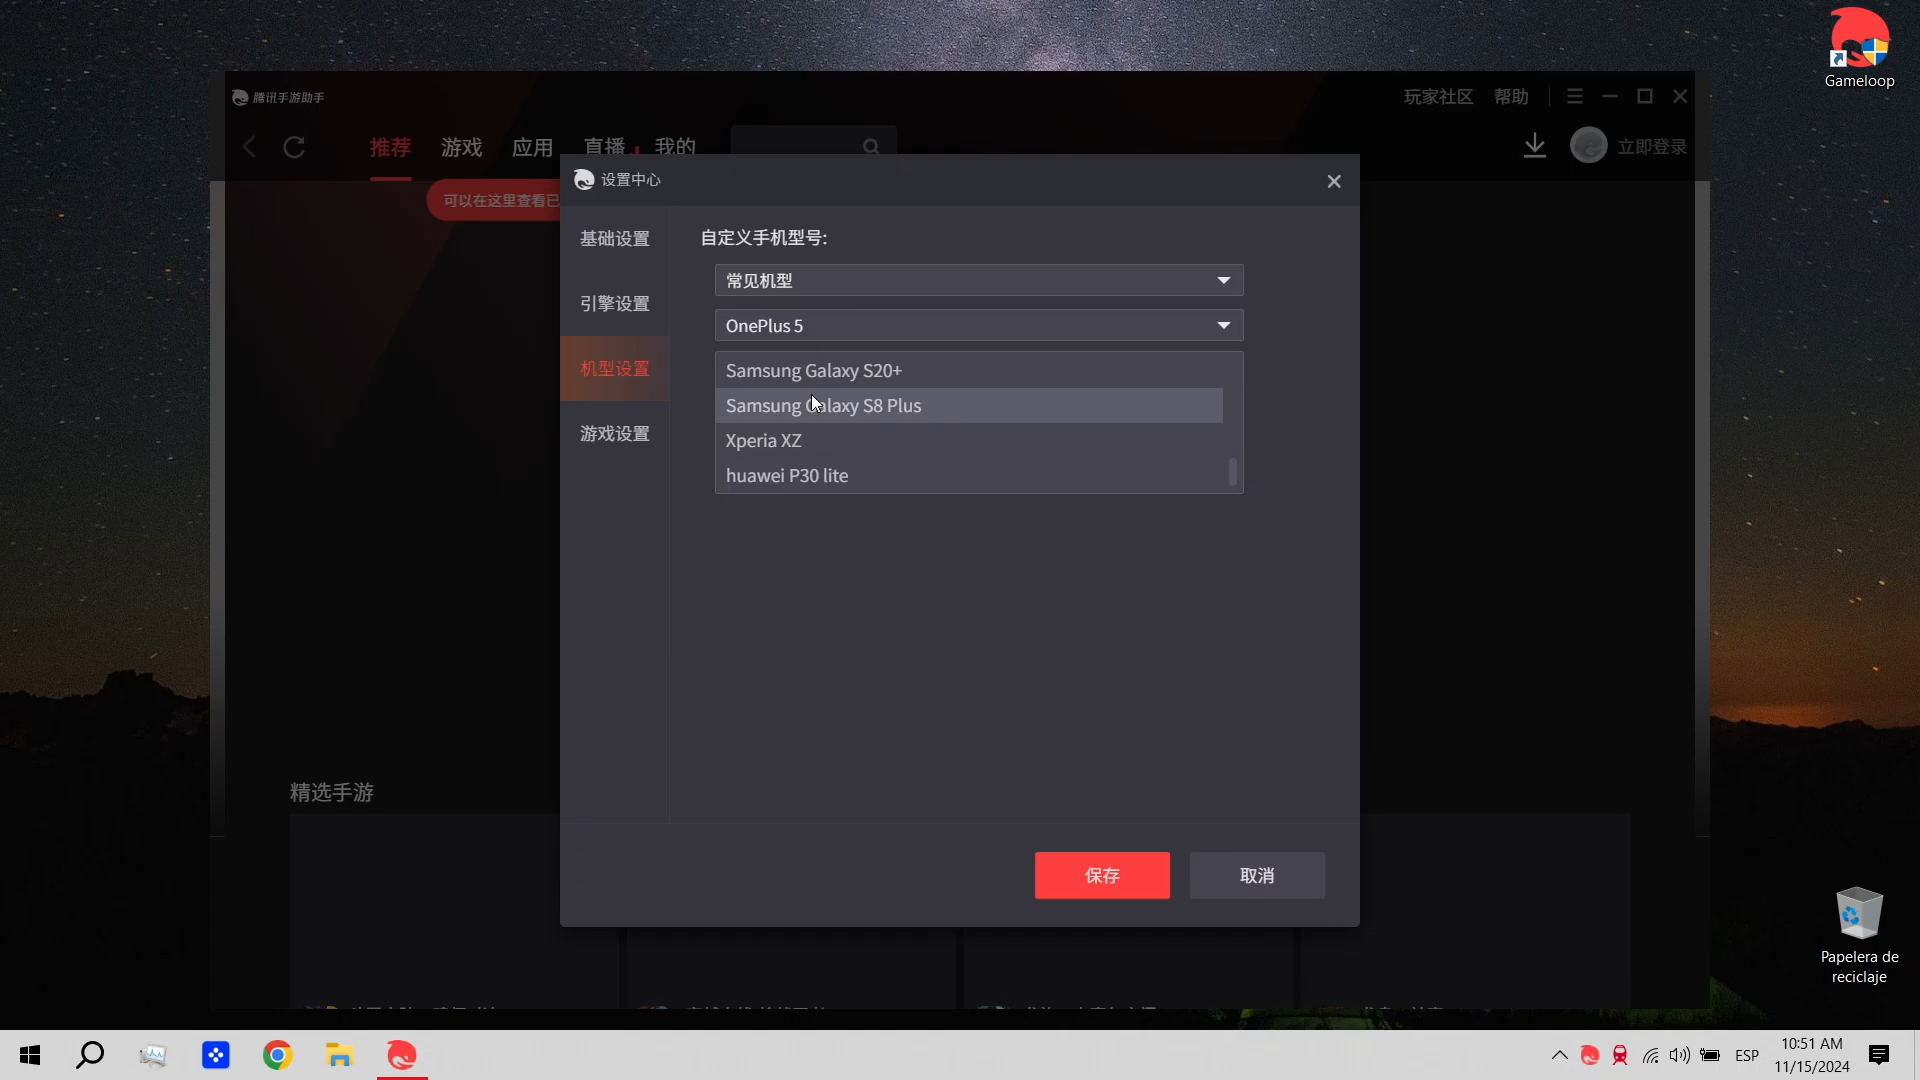 Gameloop
腾讯手游助手
玩家社区 帮助
推荐 游戏 应用 直播 我的
立即登录
可以在这里查看已
设置中心
基础设置
引擎设置
机型设置
游戏设置
自定义手机型号:
常见机型
OnePlus 5
Samsung Galaxy S20+
Samsung Galaxy S8 Plus
Xperia XZ
huawei P30 lite
精选手游
保存
取消
Papelera de
reciclaje
ESP
10:51 AM
11/15/2024